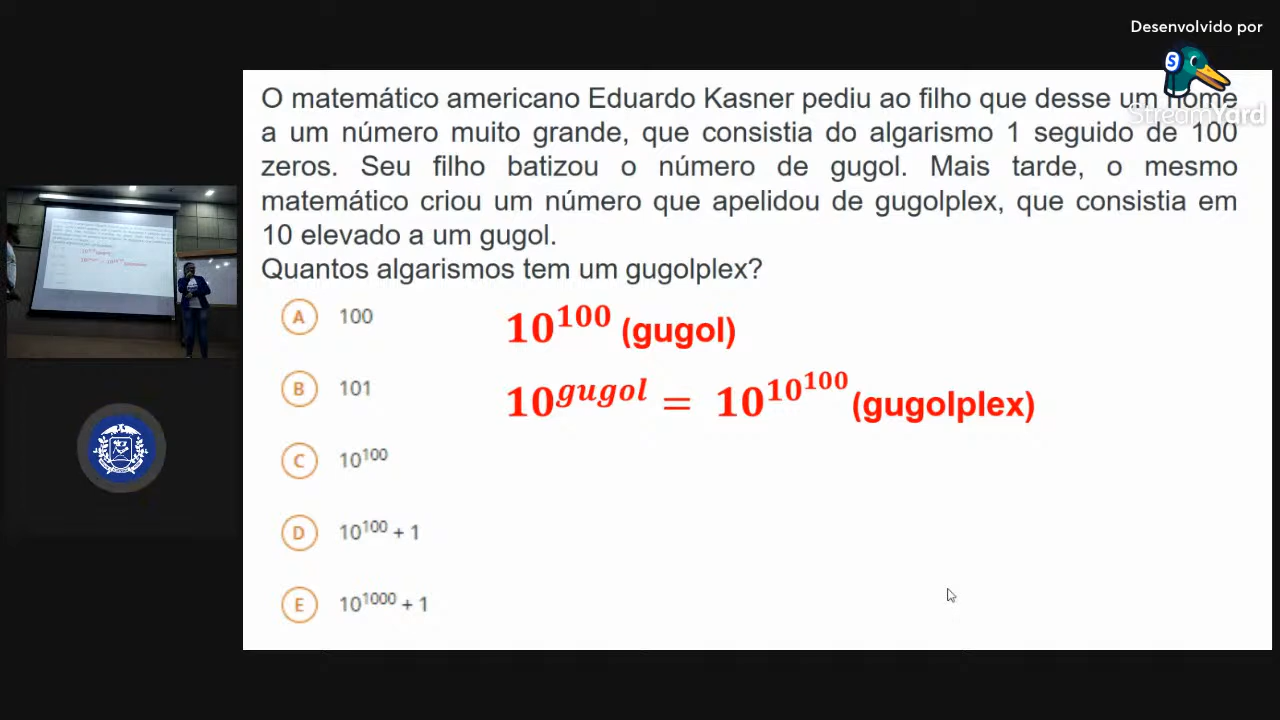 Desenvolvido por
StreamYard
O matemático americano Eduardo Kasner pediu ao filho que desse um nome
a um número muito grande, que consistia do algarismo 1 seguido de 100
zeros. Seu filho batizou o número de gugol. Mais tarde, o mesmo
matemático criou um número que apelidou de gugolplex, que consistia em
10 elevado a um gugol.
Quantos algarismos tem um gugolplex?
A 100
10^100 (gugol)
B 101
10^gugol = 10^10^100 (gugolplex)
C 10^100
D 10^100 + 1
E 10^1000 + 1